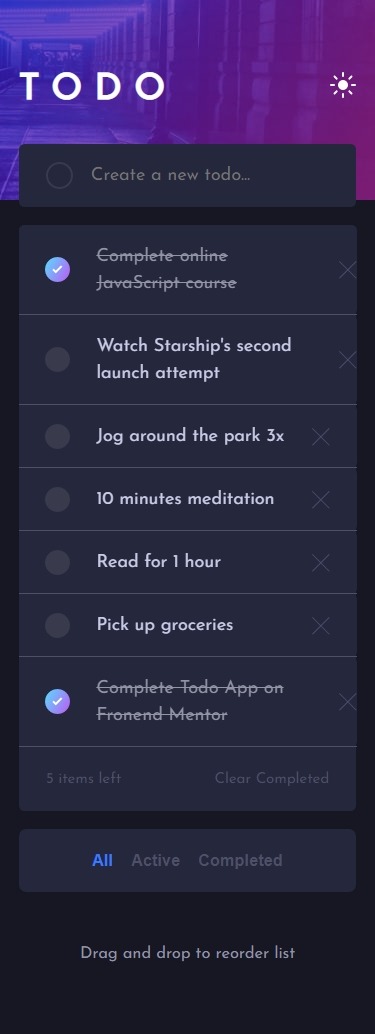 TODO
Create a new todo...
Complete online
JavaScript course
Watch Starship's second
launch attempt
Jog around the park 3x
10 minutes meditation
Read for 1 hour
Pick up groceries
Complete Todo App on
Fronend Mentor
5 items left Clear Completed
All Active Completed
Drag and drop to reorder list